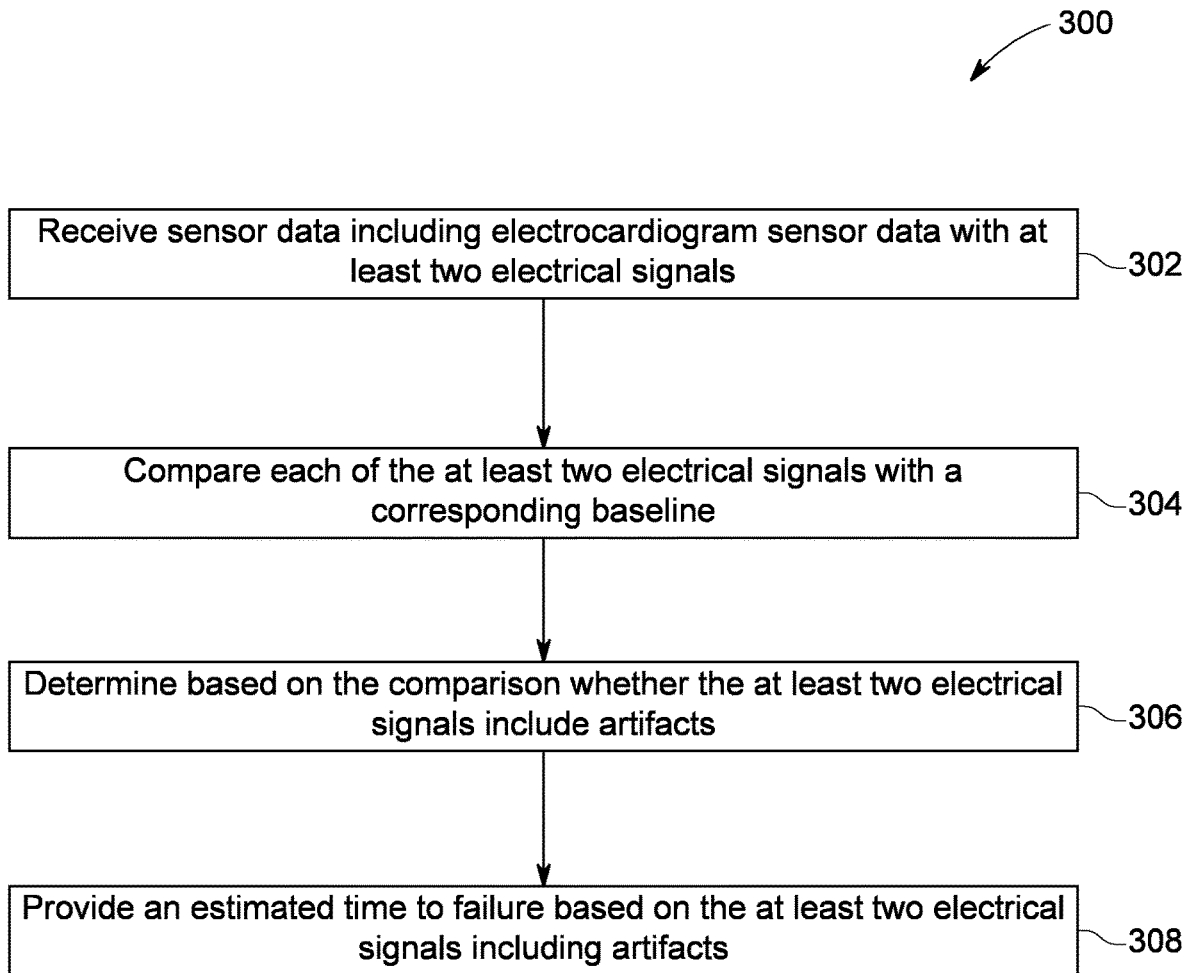 300
Receive sensor data including electrocardiogram sensor data with at
least two electrical signals
302
Compare each of the at least two electrical signals with a
corresponding baseline
304
Determine based on the comparison whether the at least two electrical
signals include artifacts
306
Provide an estimated time to failure based on the at least two electrical
signals including artifacts
308